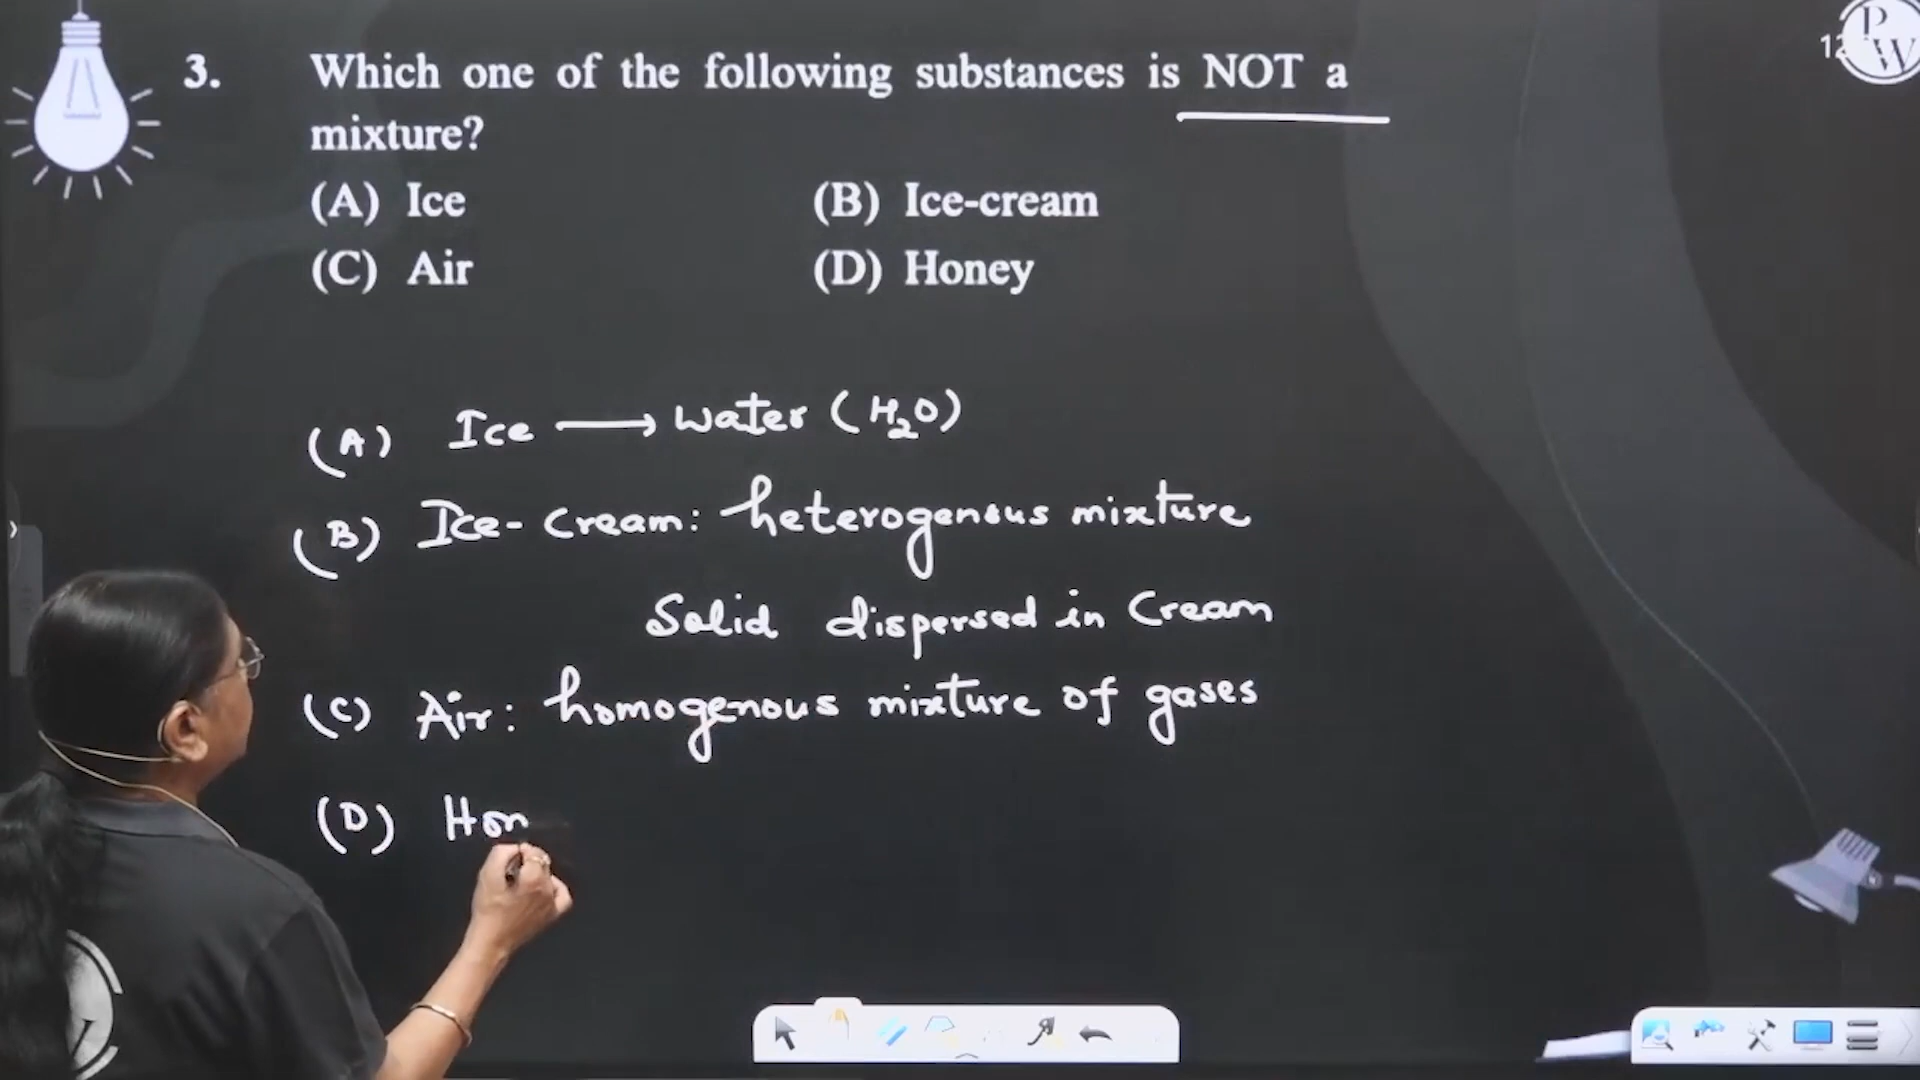 3. Which one of the following substances is NOT a
mixture?
(A) Ice (B) Ice-cream
(C) Air (D) Honey
(A) Ice → Water (H₂O)
(B) Ice-Cream: heterogenous mixture
Solid dispersed in Cream
(C) Air: homogenous mixture of gases
(D) Hon
PW